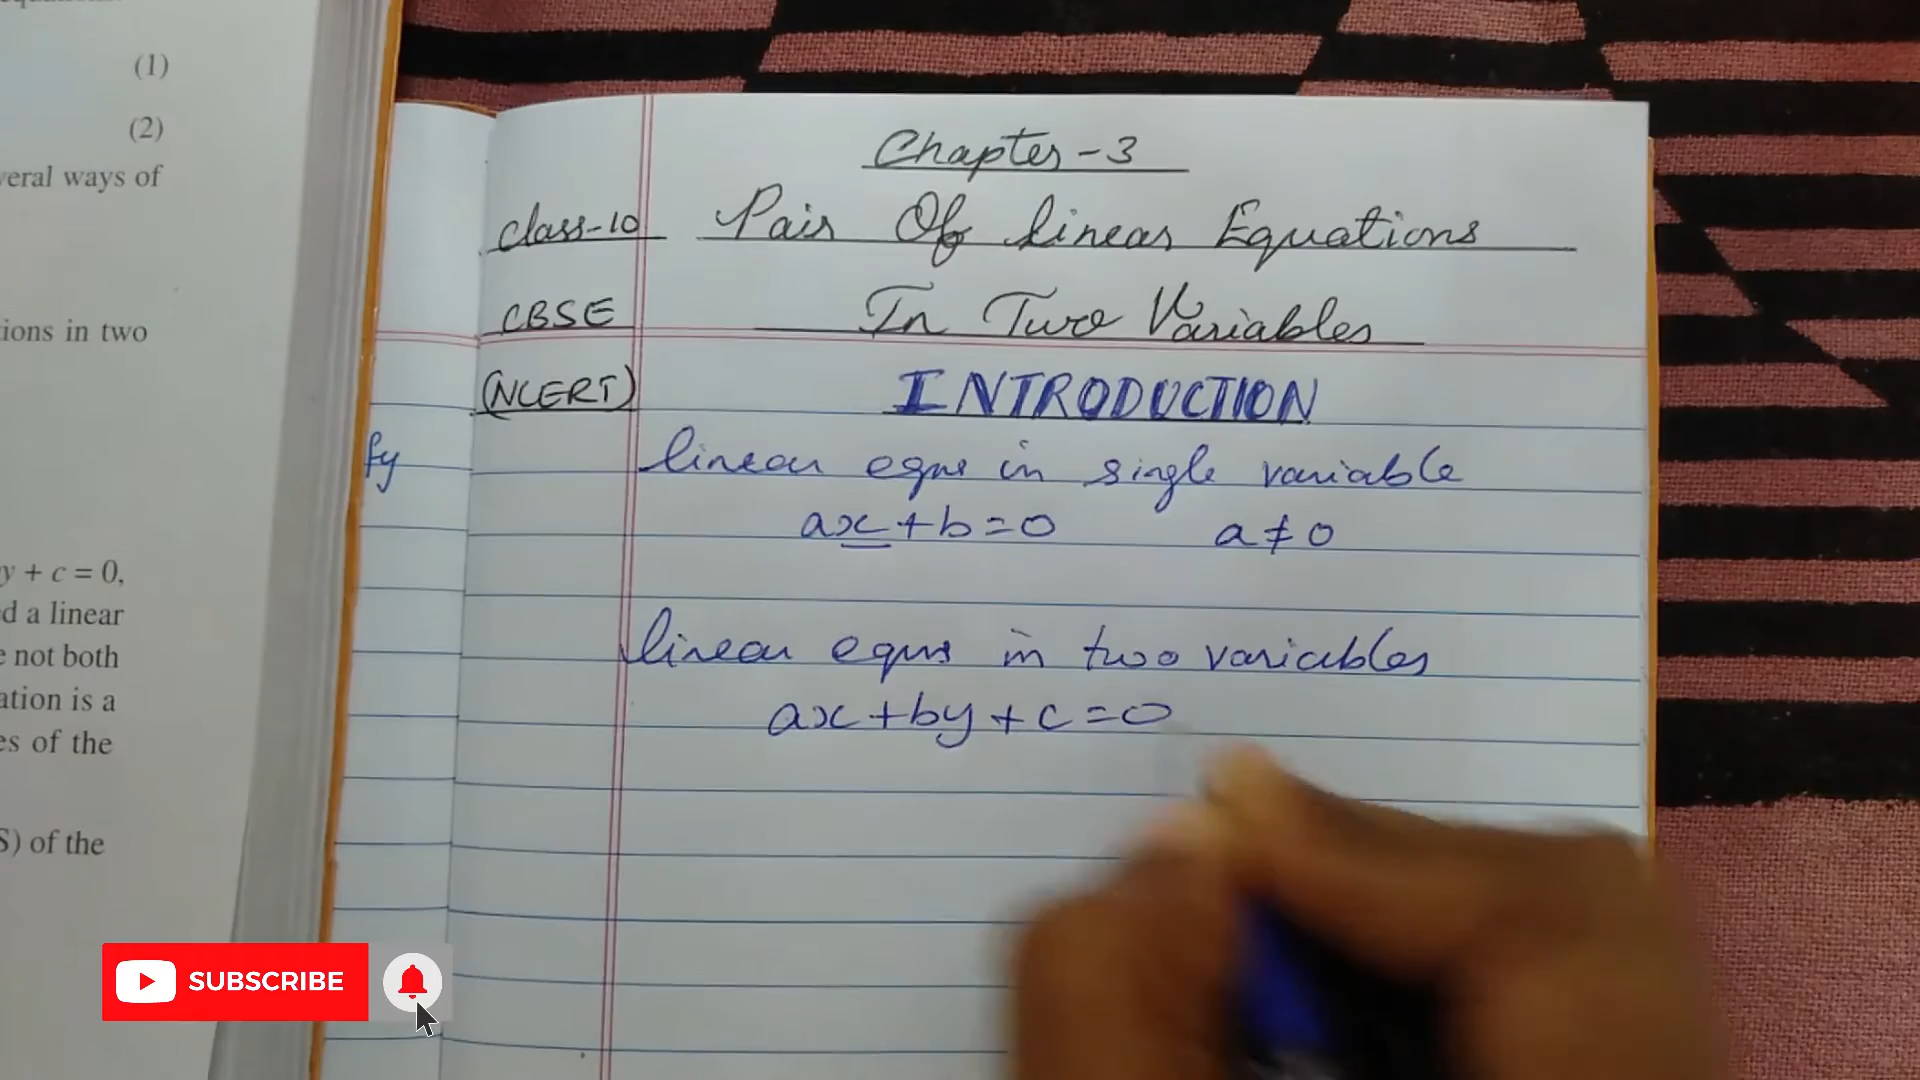 (1)
(2)
veral ways of
ions in two
y + c = 0,
d a linear
e not both
ation is a
es of the
S) of the
fy
Chapter-3
Class-10 Pair Of linear Equations
CBSE In Two Variables
(NCERT) INTRODUCTION
linear eqns in single variable
ax+b=0 a≠0
linear eqns in two variables
ax+by+c=0
SUBSCRIBE